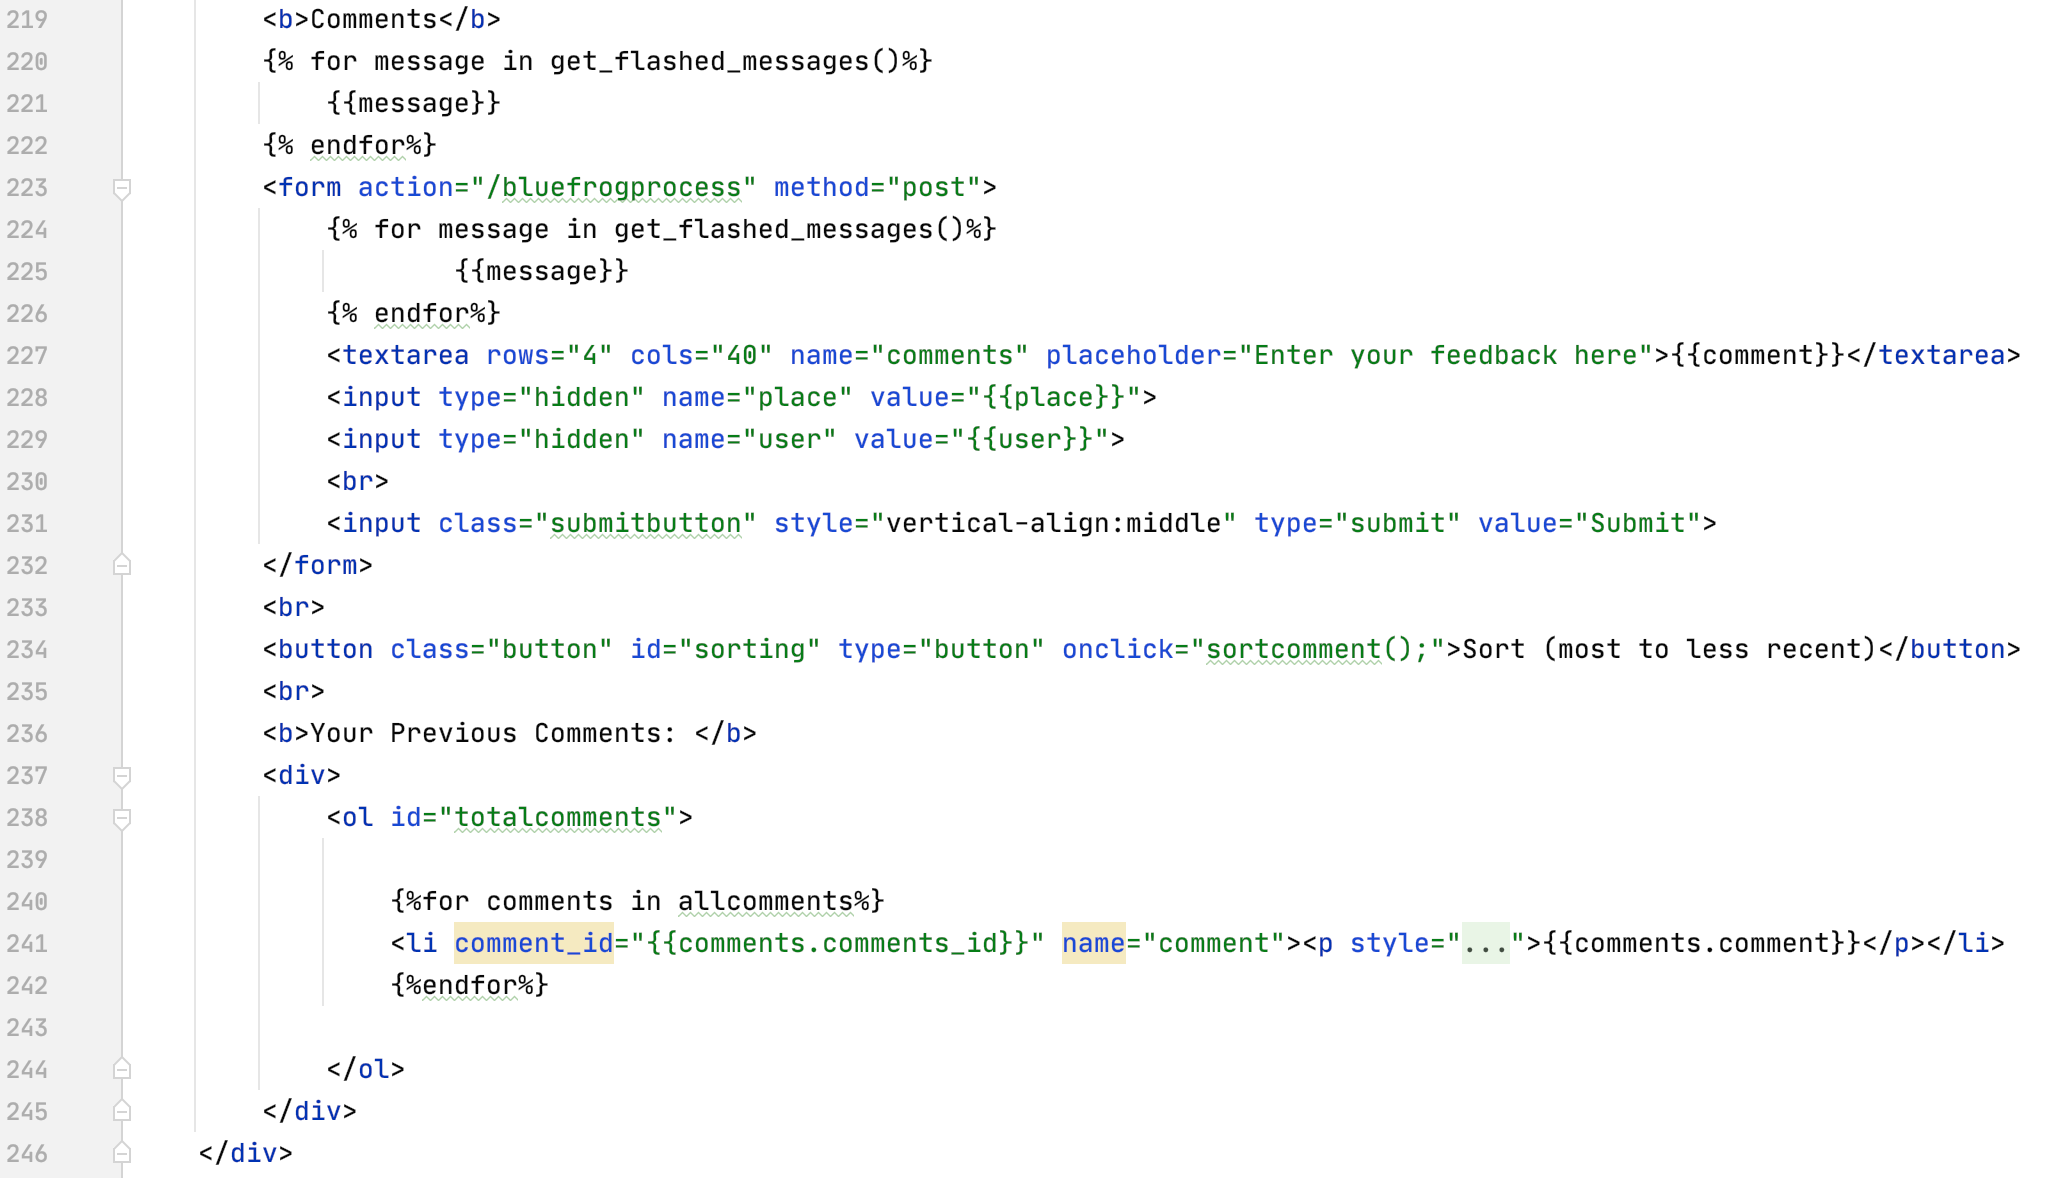 219 <b>Comments</b>
220 {% for message in get_flashed_messages()%}
221 {{message}}
222 {% endfor%}
223 <form action="/bluefrogprocess" method="post">
224 {% for message in get_flashed_messages()%}
225 {{message}}
226 {% endfor%}
227 <textarea rows="4" cols="40" name="comments" placeholder="Enter your feedback here">{{comment}}</textarea>
228 <input type="hidden" name="place" value="{{place}}">
229 <input type="hidden" name="user" value="{{user}}">
230 <br>
231 <input class="submitbutton" style="vertical-align:middle" type="submit" value="Submit">
232 </form>
233 <br>
234 <button class="button" id="sorting" type="button" onclick="sortcomment();">Sort (most to less recent)</button>
235 <br>
236 <b>Your Previous Comments: </b>
237 <div>
238 <ol id="totalcomments">
239
240 {%for comments in allcomments%}
241 <li comment_id="{{comments.comments_id}}" name="comment"><p style="...">{{comments.comment}}</p></li>
242 {%endfor%}
243
244 </ol>
245 </div>
246 </div>